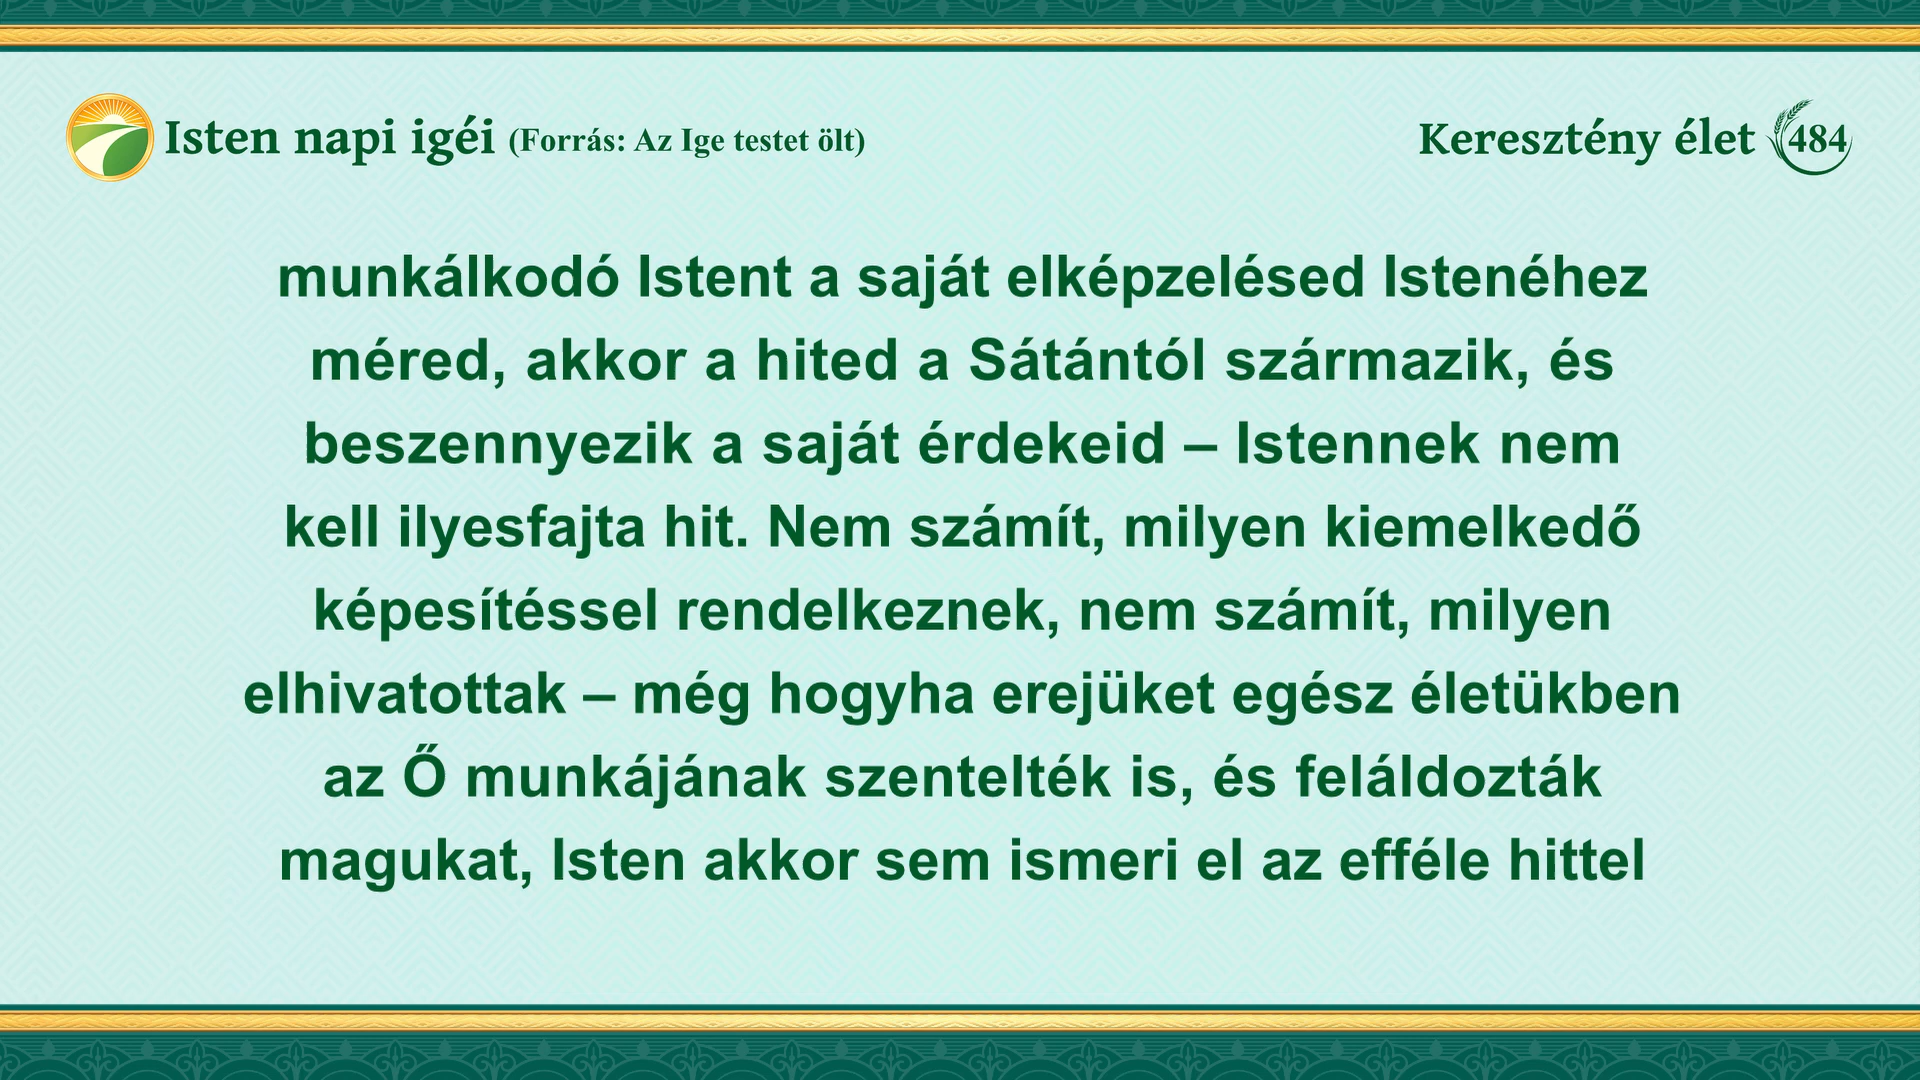 Isten napi igéi (Forrás: Az Ige testet ölt)
Keresztény élet 484
munkálkodó Istent a saját elképzelésed Istenéhez
méred, akkor a hited a Sátántól származik, és
beszennyezik a saját érdekeid – Istennek nem
kell ilyesfajta hit. Nem számít, milyen kiemelkedő
képesítéssel rendelkeznek, nem számít, milyen
elhivatottak – még hogyha erejüket egész életükben
az Ő munkájának szentelték is, és feláldozták
magukat, Isten akkor sem ismeri el az efféle hittel